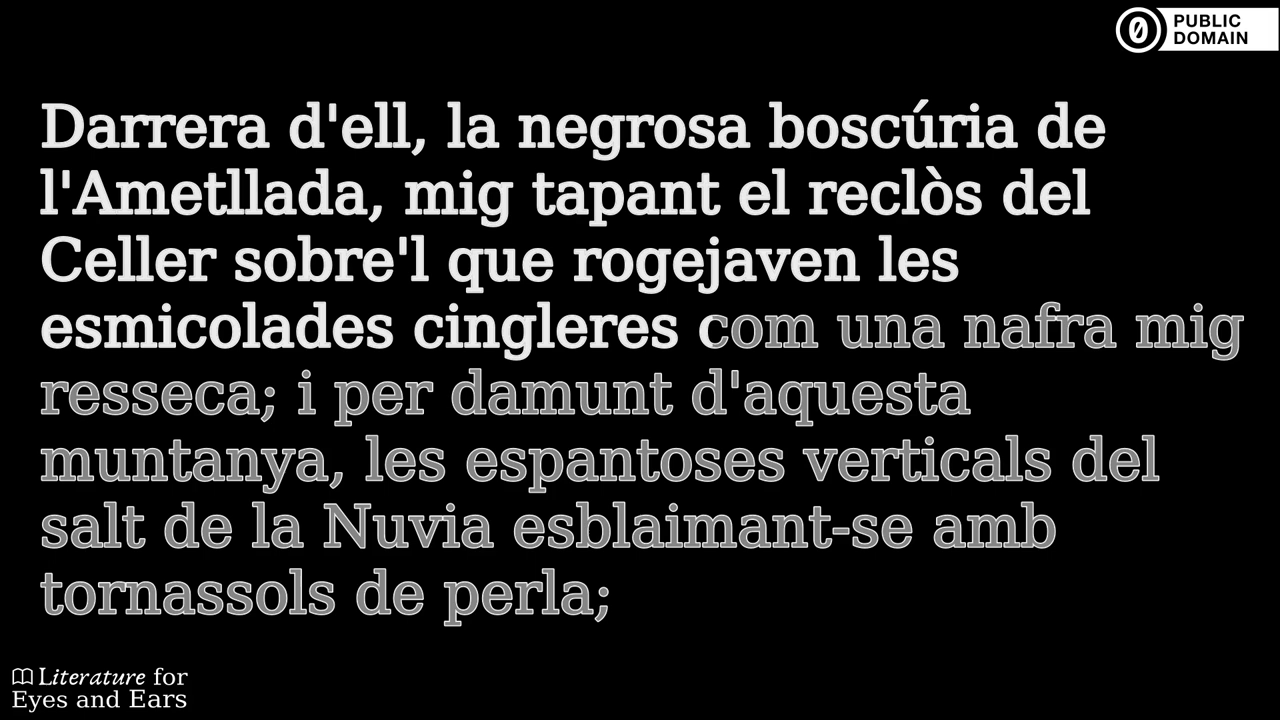 PUBLIC
DOMAIN
Darrera d'ell, la negrosa boscúria de
l'Ametllada, mig tapant el reclòs del
Celler sobre'l que rogejaven les
esmicolades cingleres com una nafra mig
resseca; i per damunt d'aquesta
muntanya, les espantoses verticals del
salt de la Nuvia esblaimant-se amb
tornassols de perla;
Literature for
Eyes and Ears